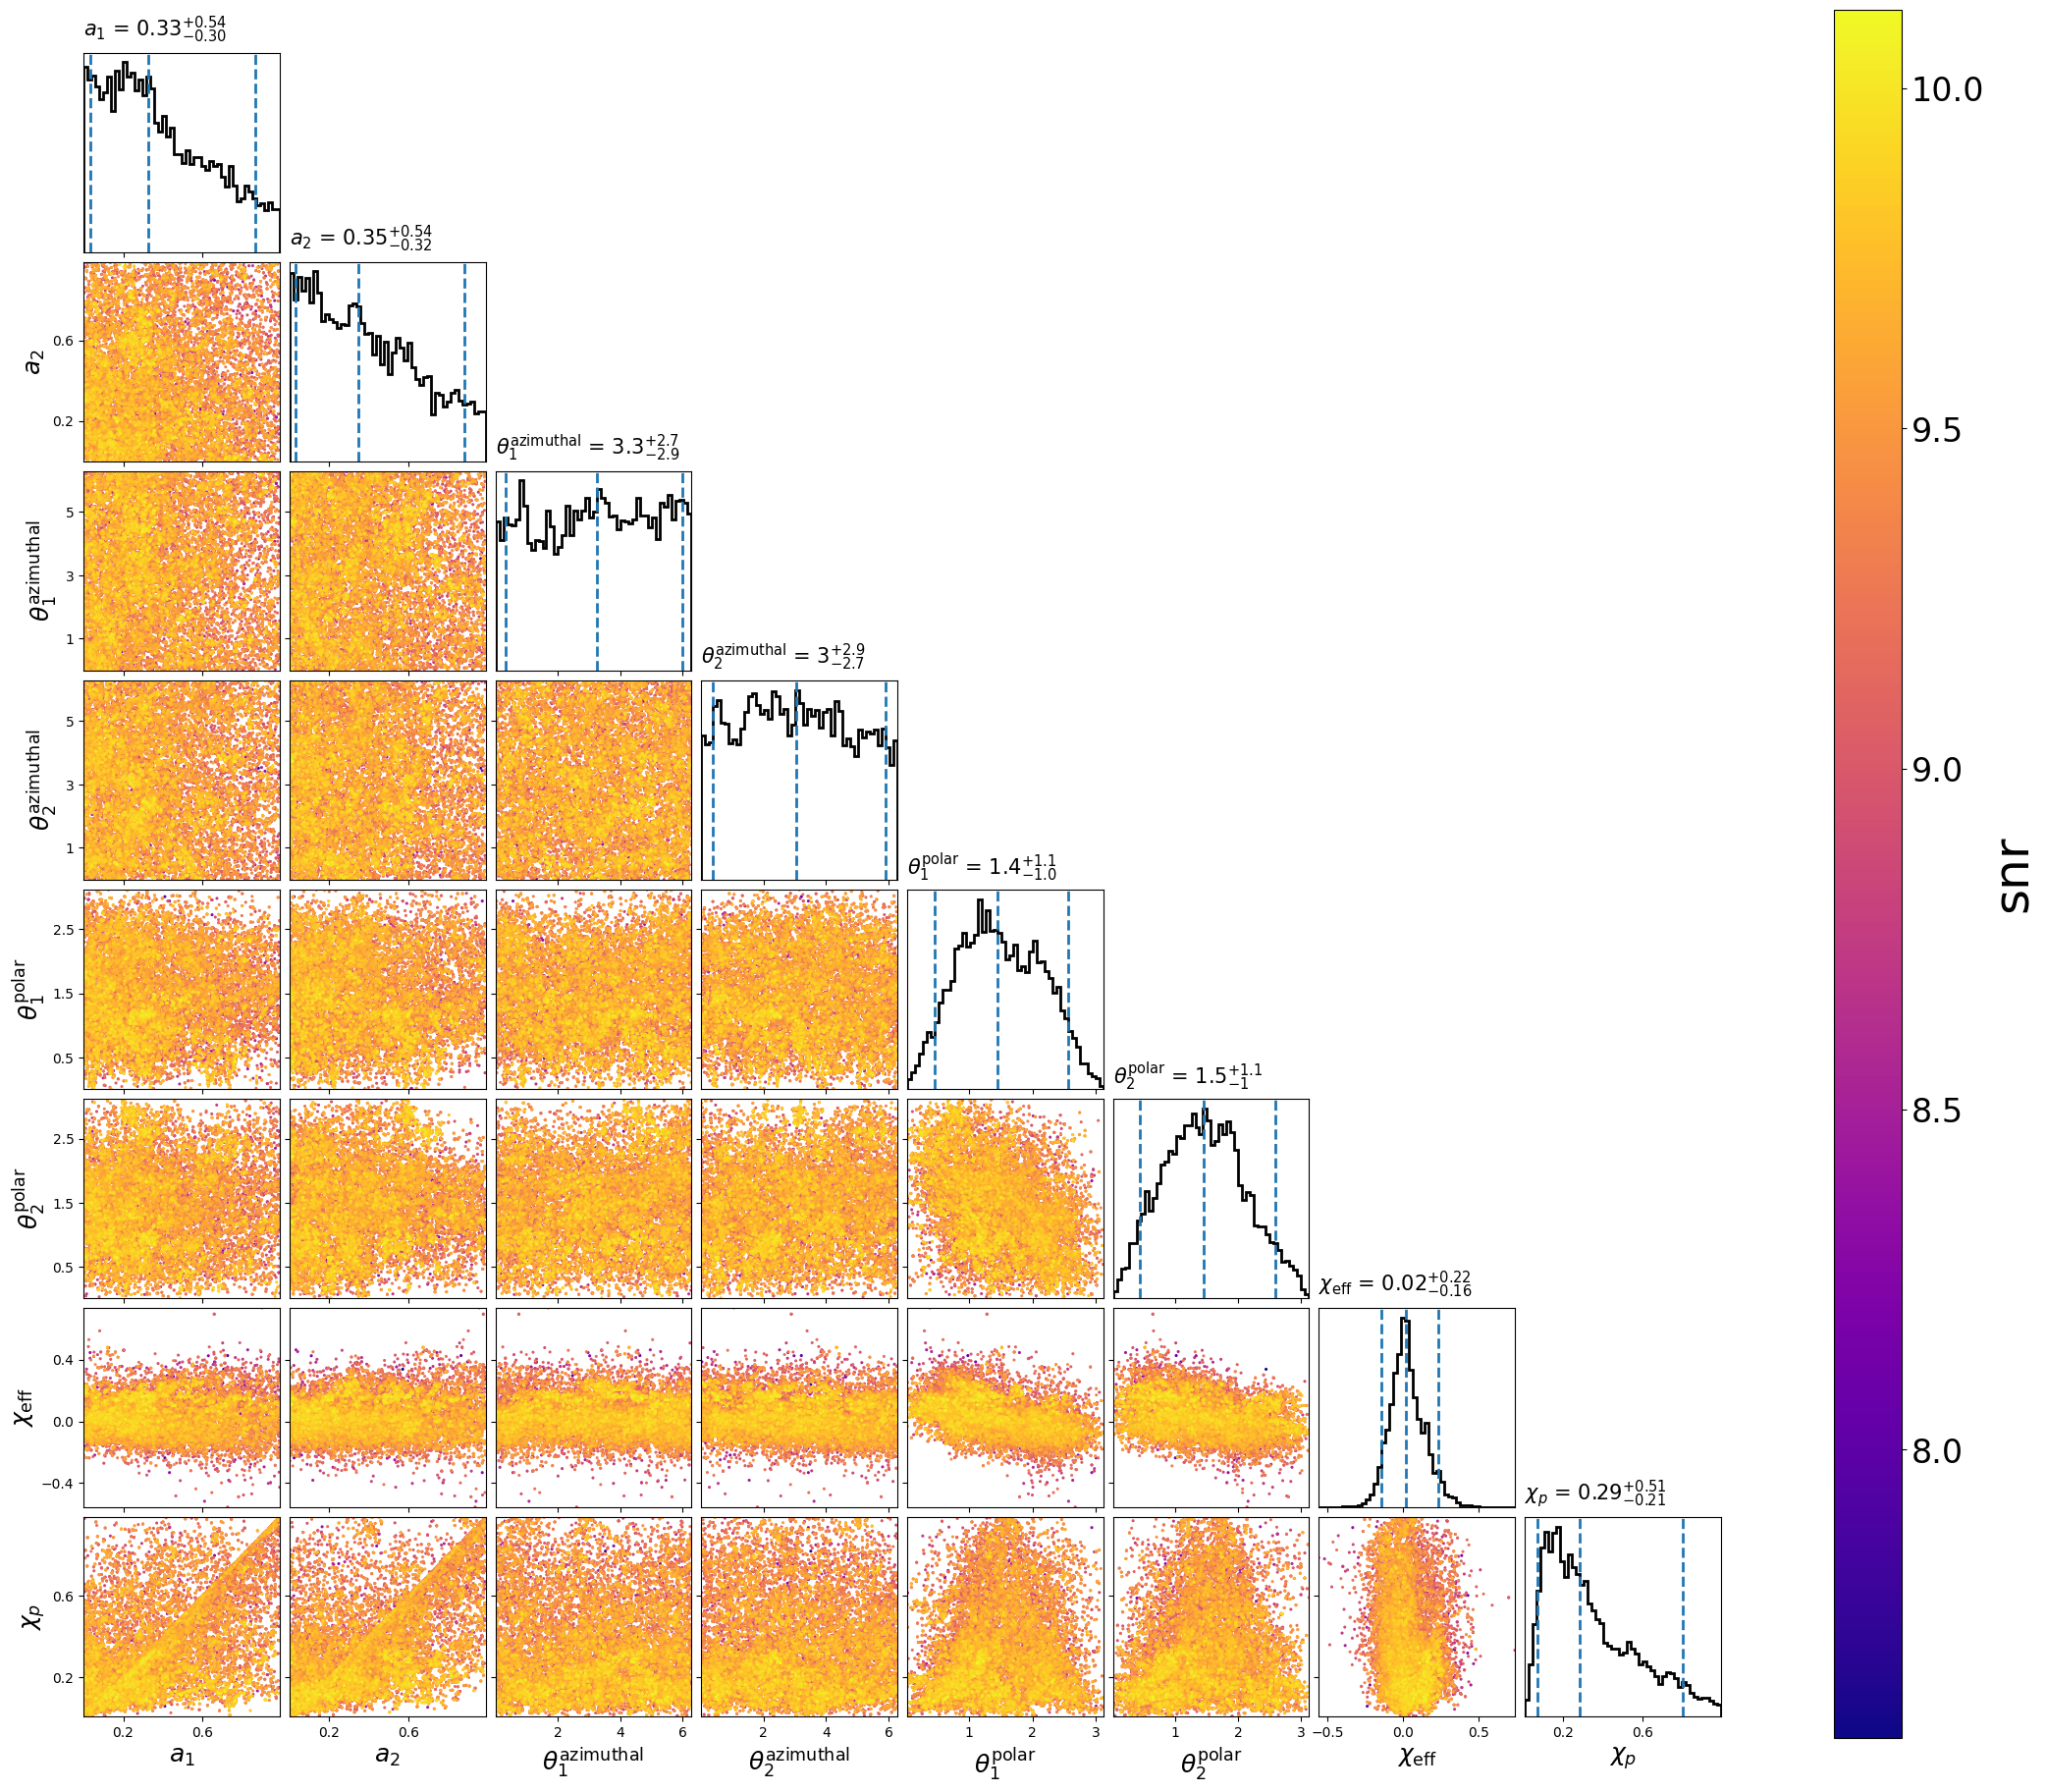 a₁ = 0.33⁺⁰·⁵⁴₋₀.₃₀
10.0
a₂ = 0.35⁺⁰·⁵⁴₋₀.₃₂
a₂
0.6
0.2
9.5
θ₁ᵃᶻⁱᵐᵘᵗʰᵃˡ = 3.3⁺²·⁷₋₂.₉
θ₁ᵃᶻⁱᵐᵘᵗʰᵃˡ
5
3
1
θ₂ᵃᶻⁱᵐᵘᵗʰᵃˡ = 3⁺²·⁹₋₂.₇
θ₂ᵃᶻⁱᵐᵘᵗʰᵃˡ
5
3
1
9.0
snr
θ₁ᵖᵒˡᵃʳ = 1.4⁺¹·¹₋₁.₀
θ₁ᵖᵒˡᵃʳ
2.5
1.5
0.5
θ₂ᵖᵒˡᵃʳ = 1.5⁺¹·¹₋₁
8.5
θ₂ᵖᵒˡᵃʳ
2.5
1.5
0.5
χeff = 0.02⁺⁰·²²₋₀.₁₆
χeff
0.4
0.0
−0.4
8.0
χₚ = 0.29⁺⁰·⁵¹₋₀.₂₁
χₚ
0.6
0.2
0.2 0.6
0.2 0.6
2 4 6
2 4 6
1 2 3
1 2 3
−0.5 0.0 0.5
0.2 0.6
a₁
a₂
θ₁ᵃᶻⁱᵐᵘᵗʰᵃˡ
θ₂ᵃᶻⁱᵐᵘᵗʰᵃˡ
θ₁ᵖᵒˡᵃʳ
θ₂ᵖᵒˡᵃʳ
χeff
χₚ